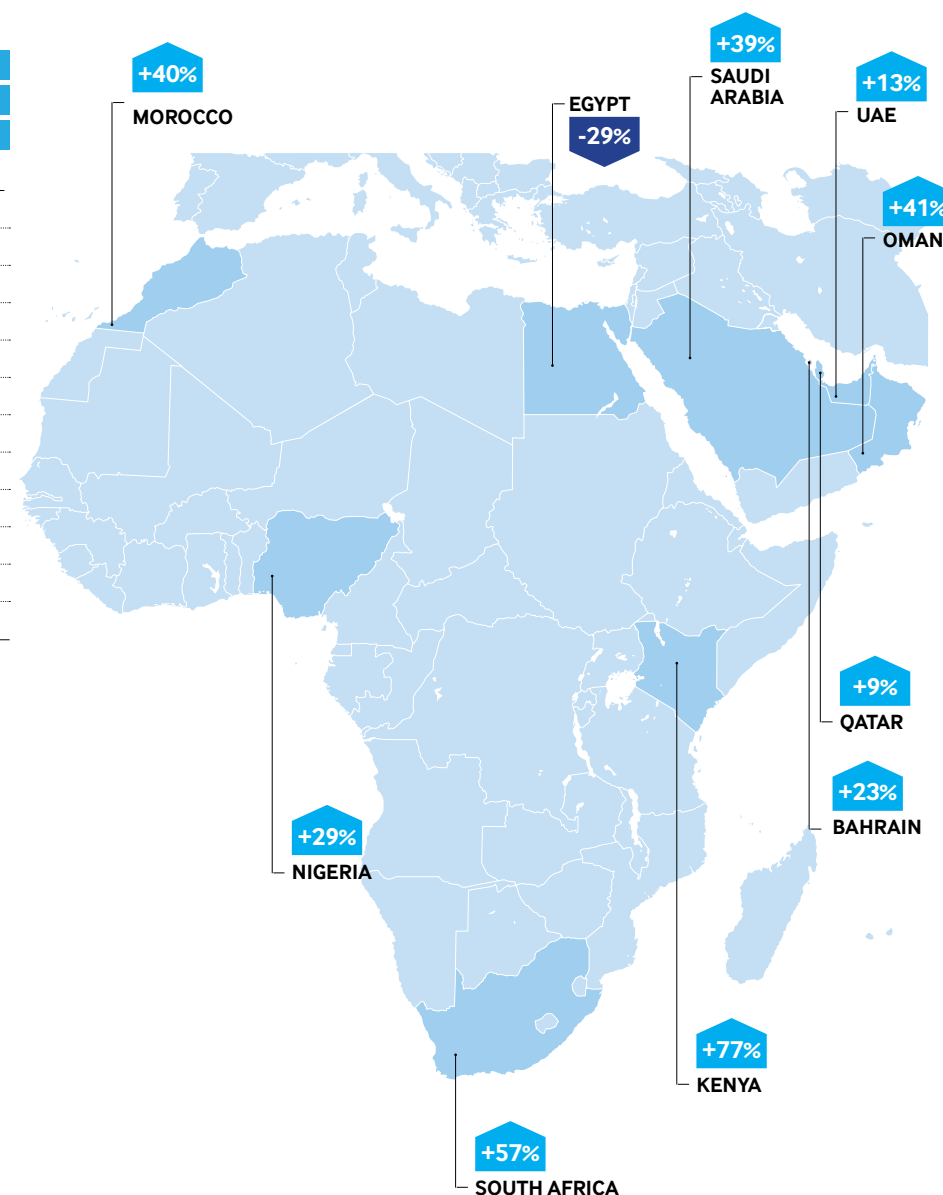 +39%
SAUDI
ARABIA
+40%
MOROCCO
+13%
UAE
EGYPT
-29%
+41%
OMAN
+9%
QATAR
+23%
BAHRAIN
+29%
NIGERIA
+77%
KENYA
+57%
SOUTH AFRICA